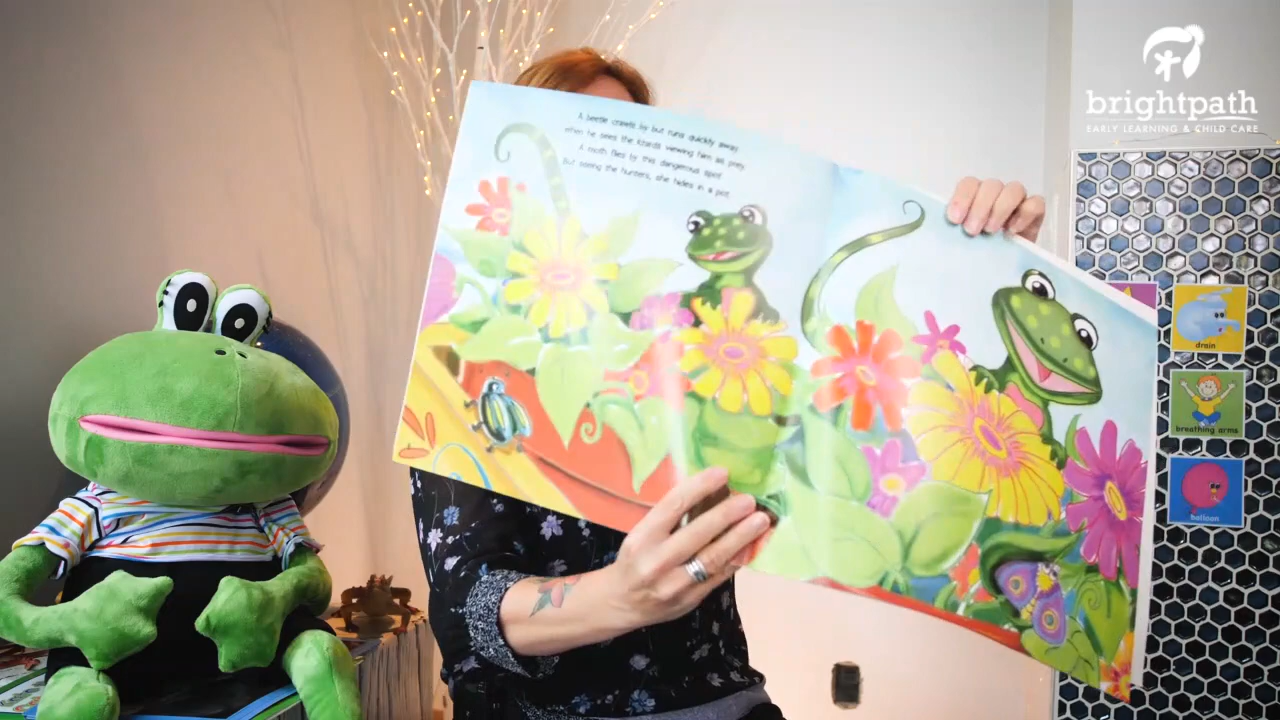 A beetle crawls by but runs quickly away
when he sees the lizards viewing him as prey.
A moth flies by this dangerous spot
But seeing the hunters, she hides in a pot.
brightpath
EARLY LEARNING & CHILD CARE
drain
breathing arms
balloon